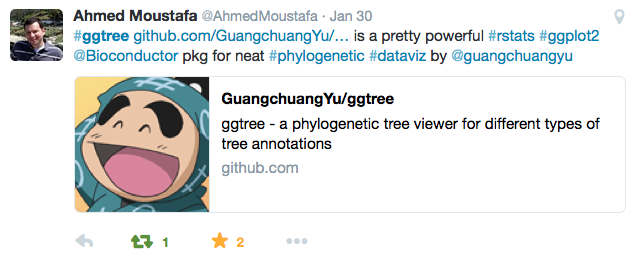 Ahmed Moustafa @AhmedMoustafa · Jan 30
#ggtree github.com/GuangchuangYu/... is a pretty powerful #rstats #ggplot2
@Bioconductor pkg for neat #phylogenetic #dataviz by @guangchuangyu
GuangchuangYu/ggtree
ggtree - a phylogenetic tree viewer for different types of
tree annotations
github.com
1 2